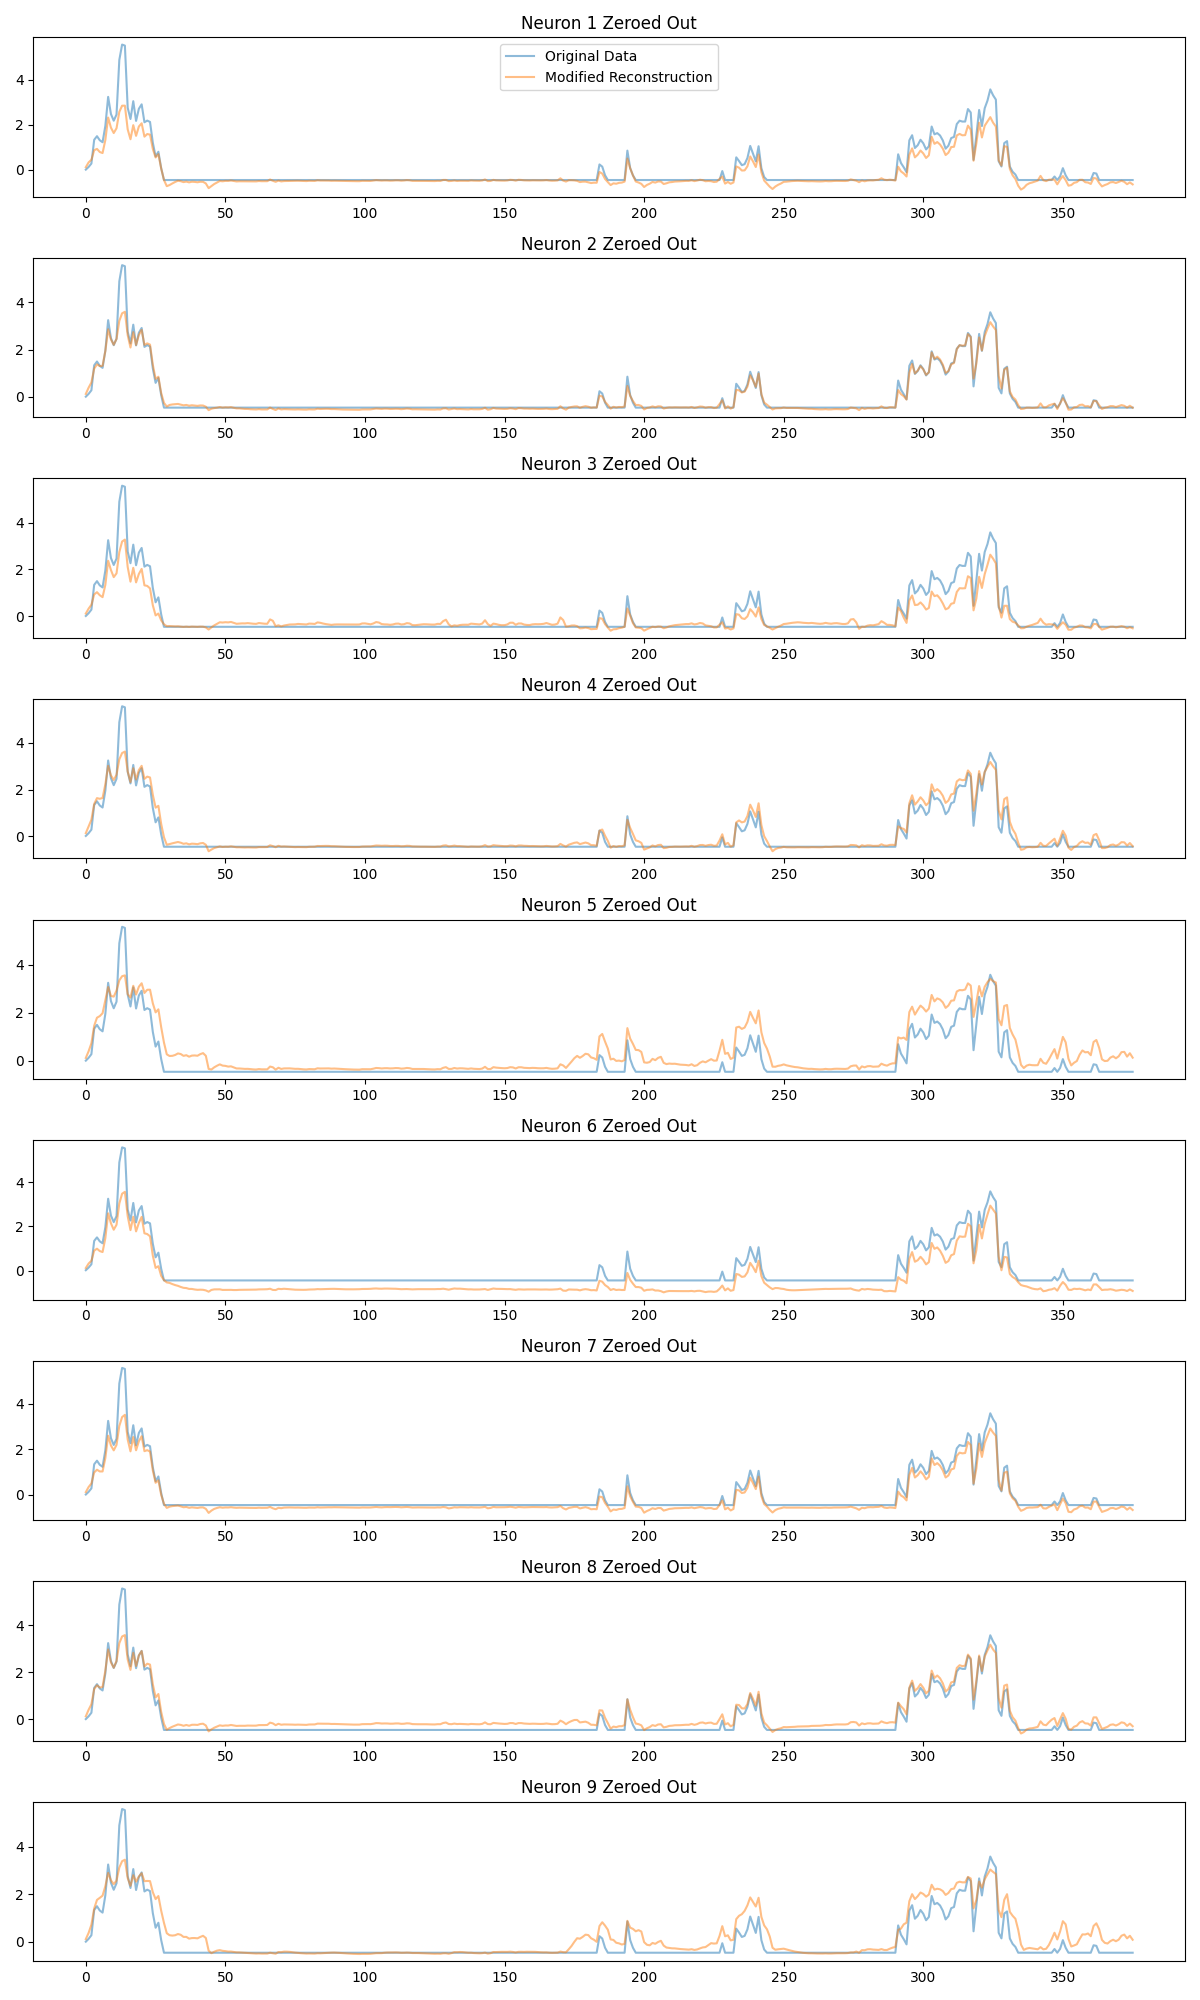 Neuron 1 Zeroed Out
Original Data
Modified Reconstruction
4
2
0
0 50 100 150 200 250 300 350
Neuron 2 Zeroed Out
4
2
0
0 50 100 150 200 250 300 350
Neuron 3 Zeroed Out
4
2
0
0 50 100 150 200 250 300 350
Neuron 4 Zeroed Out
4
2
0
0 50 100 150 200 250 300 350
Neuron 5 Zeroed Out
4
2
0
0 50 100 150 200 250 300 350
Neuron 6 Zeroed Out
4
2
0
0 50 100 150 200 250 300 350
Neuron 7 Zeroed Out
4
2
0
0 50 100 150 200 250 300 350
Neuron 8 Zeroed Out
4
2
0
0 50 100 150 200 250 300 350
Neuron 9 Zeroed Out
4
2
0
0 50 100 150 200 250 300 350